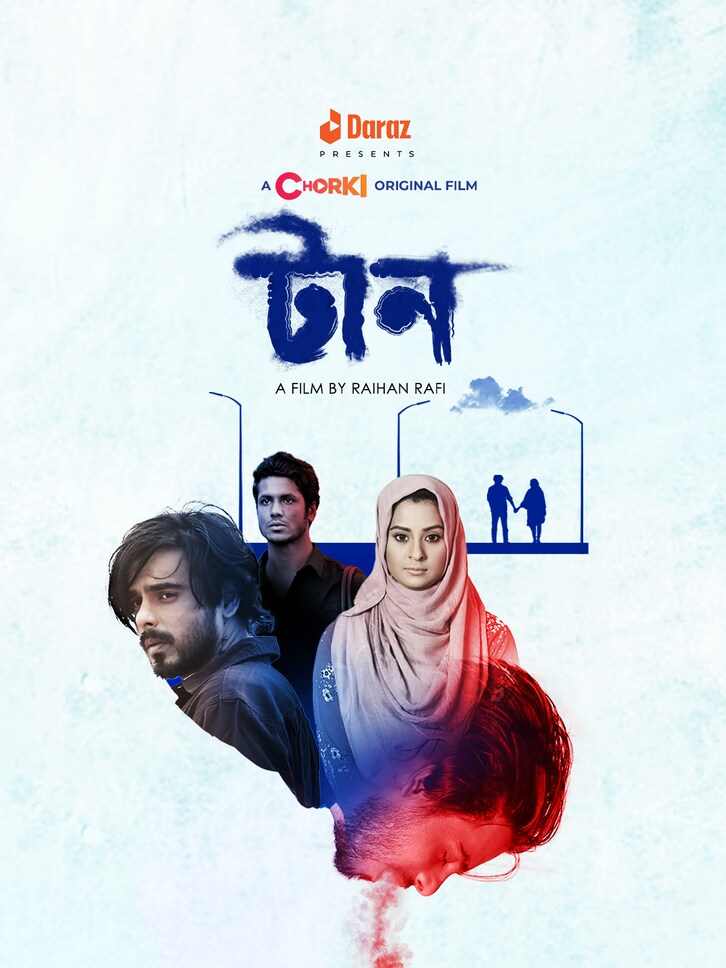 Daraz
PRESENTS
A CHORKI ORIGINAL FILM
টান
A FILM BY RAIHAN RAFI